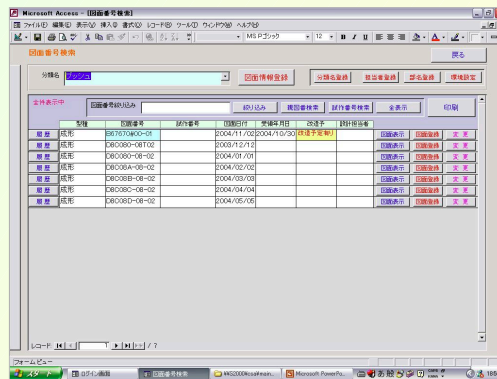 Microsoft Access - [図面番号検索]
ファイル(F) 編集(E) 表示(V) 挿入(I) 書式(O) レコード(R) ツール(T) ウィンドウ(W) ヘルプ(H)
MS Pゴシック 12 B I U
図面番号検索 戻る
分類名 ブッシュ 図面情報登録 分類名登録 担当者登録 部名登録 環境設定
全件表示中 図面番号絞り込み 絞り込み 横図番検索 試作番号検索 全表示 印刷
型種 図面番号 試作番号 図面日付 受領年月日 改造予 設計担当者
履歴 成形 B67670#00-01 2004/11/02 2004/10/30 改造予定有り 図面表示 図面登録 変更
履歴 成形 D8C080-08T02 2003/12/12 図面表示 図面登録 変更
履歴 成形 D8C080-08-02 2004/01/01 図面表示 図面登録 変更
履歴 成形 D8C08A-08-02 2004/02/02 図面表示 図面登録 変更
履歴 成形 D8C08B-08-02 2004/03/03 図面表示 図面登録 変更
履歴 成形 D8C08C-08-02 2004/04/04 図面表示 図面登録 変更
履歴 成形 D8C08D-08-02 2004/05/05 図面表示 図面登録 変更
レコード: 1 / 7
フォーム ビュー
スタート ログイン画面 図面番号検索 Microsoft PowerPo...